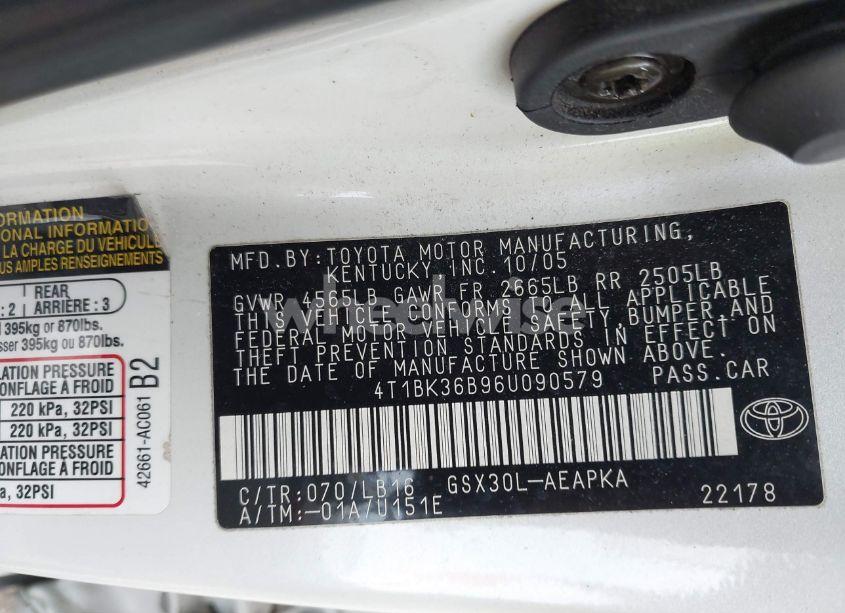 ORMATION
ONAL INFORMATIO
LA CHARGE DU VEHICULE
US AMPLES RENSEIGNEMENTS
REAR
: 2 ARRIÈRE : 3
395kg or 870lbs.
sser 395kg ou 870lbs.
ATION PRESSURE
ONFLAGE À FROID
220 kPa, 32PSI
220 kPa, 32PSI
ATION PRESSURE
ONFLAGE À FROID
a, 32PSI
42661-AC061 B2
MFD.BY:TOYOTA MOTOR MANUFACTURING,
KENTUCKY INC.10/05
GVWR 4565LB GAWR FR 2665LB RR 2505LB
THIS VEHICLE CONFORMS TO ALL APPLICABLE
FEDERAL MOTOR VEHICLE SAFETY,BUMPER,AND
THEFT PREVENTION STANDARDS IN EFFECT ON
THE DATE OF MANUFACTURE SHOWN ABOVE.
4T1BK36B96U090579 PASS.CAR
C/TR:070/LB16 GSX30L-AEAPKA
A/TM:-01A/U151E 22178
wheelwise